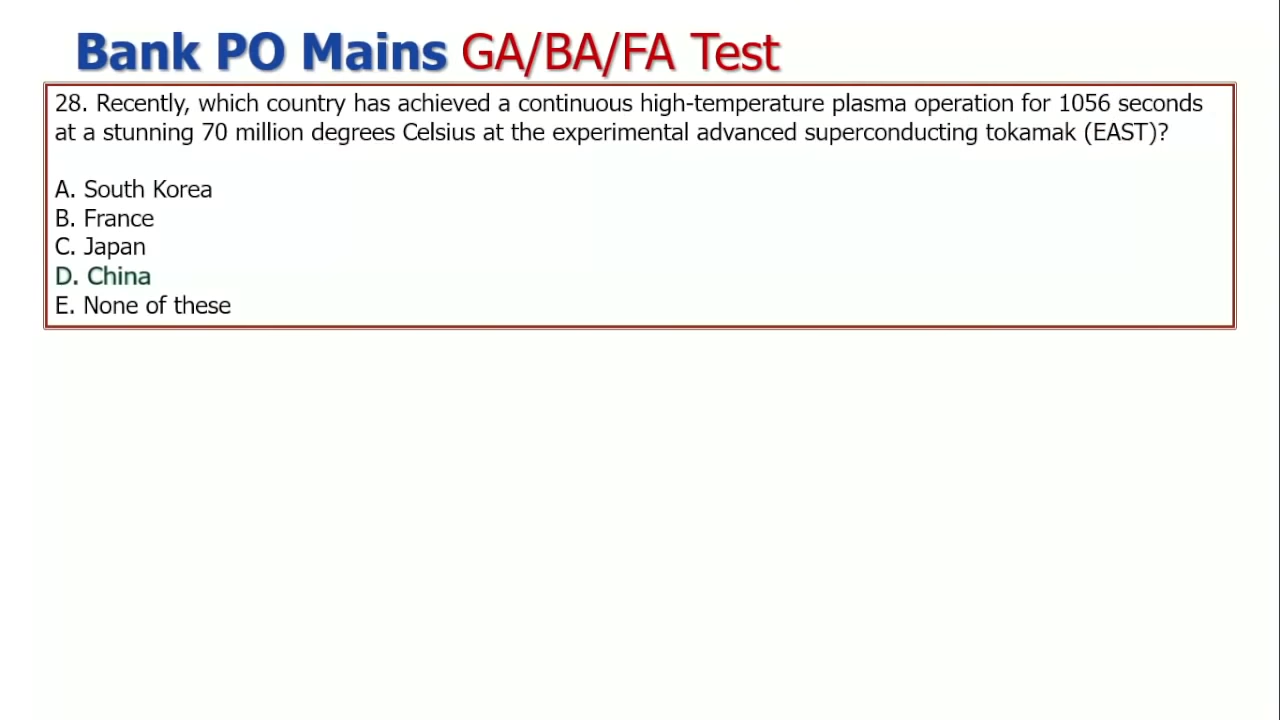 Bank PO Mains GA/BA/FA Test
28. Recently, which country has achieved a continuous high-temperature plasma operation for 1056 seconds
at a stunning 70 million degrees Celsius at the experimental advanced superconducting tokamak (EAST)?
A. South Korea
B. France
C. Japan
D. China
E. None of these